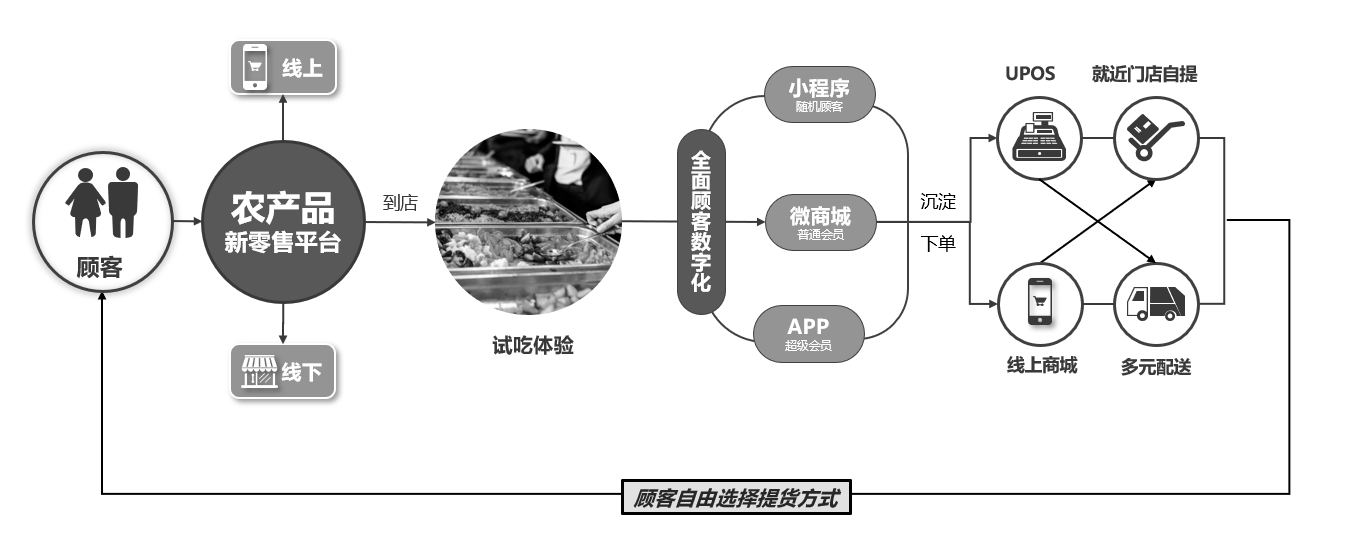 顾客
线上
农产品
新零售平台
线下
到店
试吃体验
全面顾客数字化
小程序
随机顾客
微商城
普通会员
APP
超级会员
沉淀
下单
UPOS
就近门店自提
线上商城
多元配送
顾客自由选择提货方式